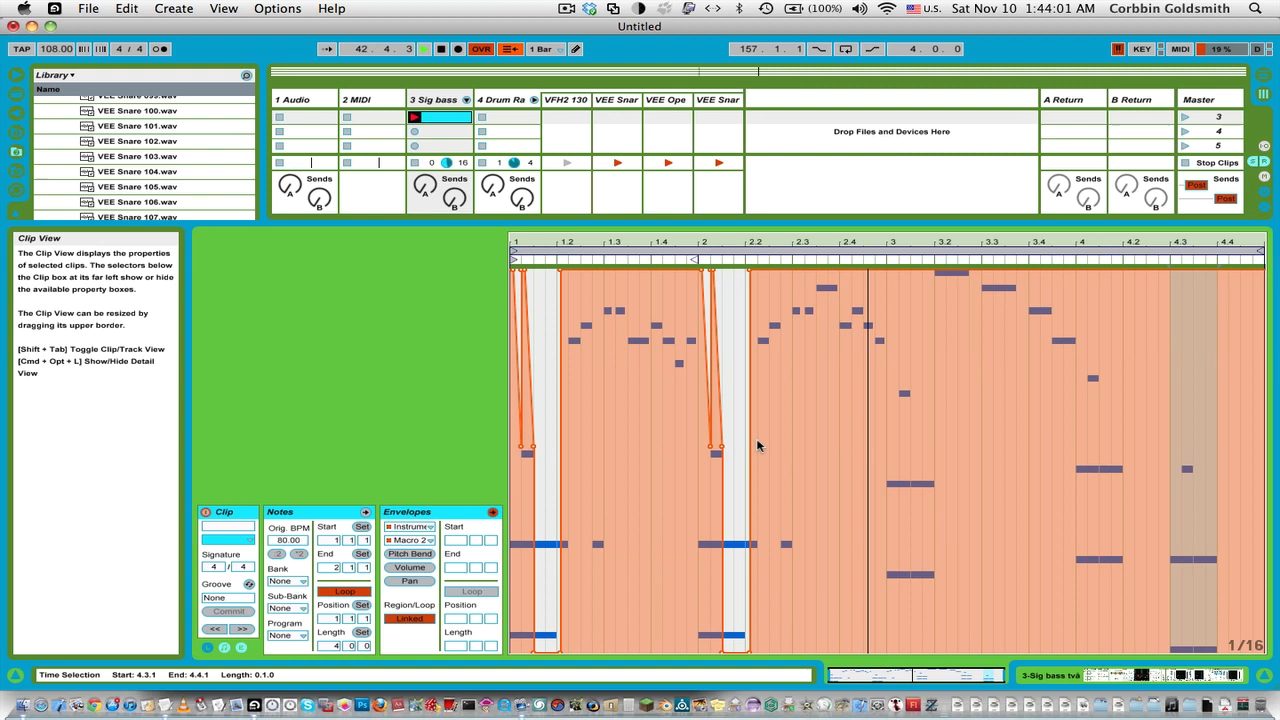 File Edit Create View Options Help (100%) U.S. Sat Nov 10 1:44:01 AM Corbbin Goldsmith
Untitled
TAP 108.00 4 / 4 42 . 4 . 3 OVR 1 Bar 157 . 1 . 1 4 . 0 . 0 KEY MIDI 19 % D
Library
Name
VEE Snare 100.wav
VEE Snare 101.wav
VEE Snare 102.wav
VEE Snare 103.wav
VEE Snare 104.wav
VEE Snare 105.wav
VEE Snare 106.wav
VEE Snare 107.wav
1 Audio 2 MIDI 3 Sig bass 4 Drum Ra VFH2 130 VEE Snar VEE Ope VEE Snar A Return B Return Master
3
Drop Files and Devices Here 4
5
0 16 1 4 Stop Clips
Sends Sends Sends Sends Sends Sends
A B A B A B A B A B Post Post
Clip View
The Clip View displays the properties
of selected clips. The selectors below
the Clip box at its far left show or hide
the available property boxes.
The Clip View can be resized by
dragging its upper border.
[Shift + Tab] Toggle Clip/Track View
[Cmd + Opt + L] Show/Hide Detail
View
1 1.2 1.3 1.4 2 2.2 2.3 2.4 3 3.2 3.3 3.4 4 4.2 4.3 4.4
Clip Notes Envelopes
Signature
4 / 4
Groove
None
Commit
<< >>
Orig. BPM
80.00
:2 *2
Bank
None
Sub-Bank
None
Program
None
Start Set
1 1 1
End Set
2 1 1
Loop
Position Set
1 1 1
Length Set
4 0 0
Instrume
Macro 2
Pitch Bend
Volume
Pan
Region/Loop
Linked
Start
End
Loop
Position
Length
1/16
Time Selection Start: 4.3.1 End: 4.4.1 Length: 0.1.0
3-Sig bass två